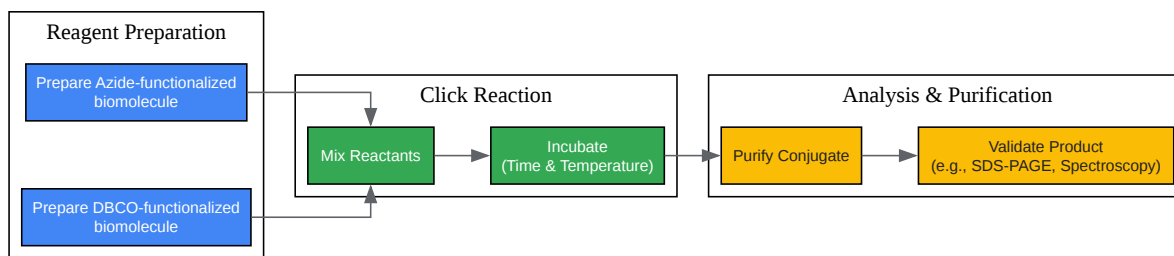 Reagent Preparation
Prepare Azide-functionalized
biomolecule
Prepare DBCO-functionalized
biomolecule
Click Reaction
Mix Reactants
Incubate
(Time & Temperature)
Analysis & Purification
Purify Conjugate
Validate Product
(e.g., SDS-PAGE, Spectroscopy)